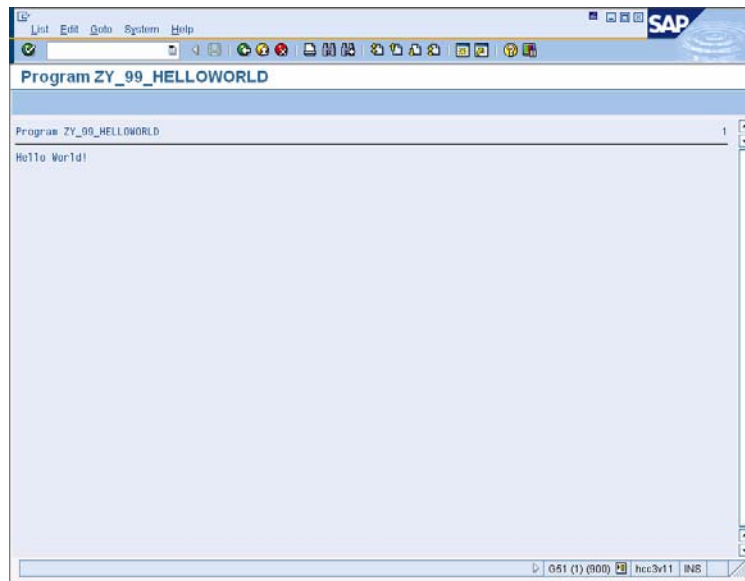 List Edit Goto System Help
SAP
Program ZY_99_HELLOWORLD
Program ZY_99_HELLOWORLD 1
Hello World!
G51 (1) (900) hcc3v11 INS